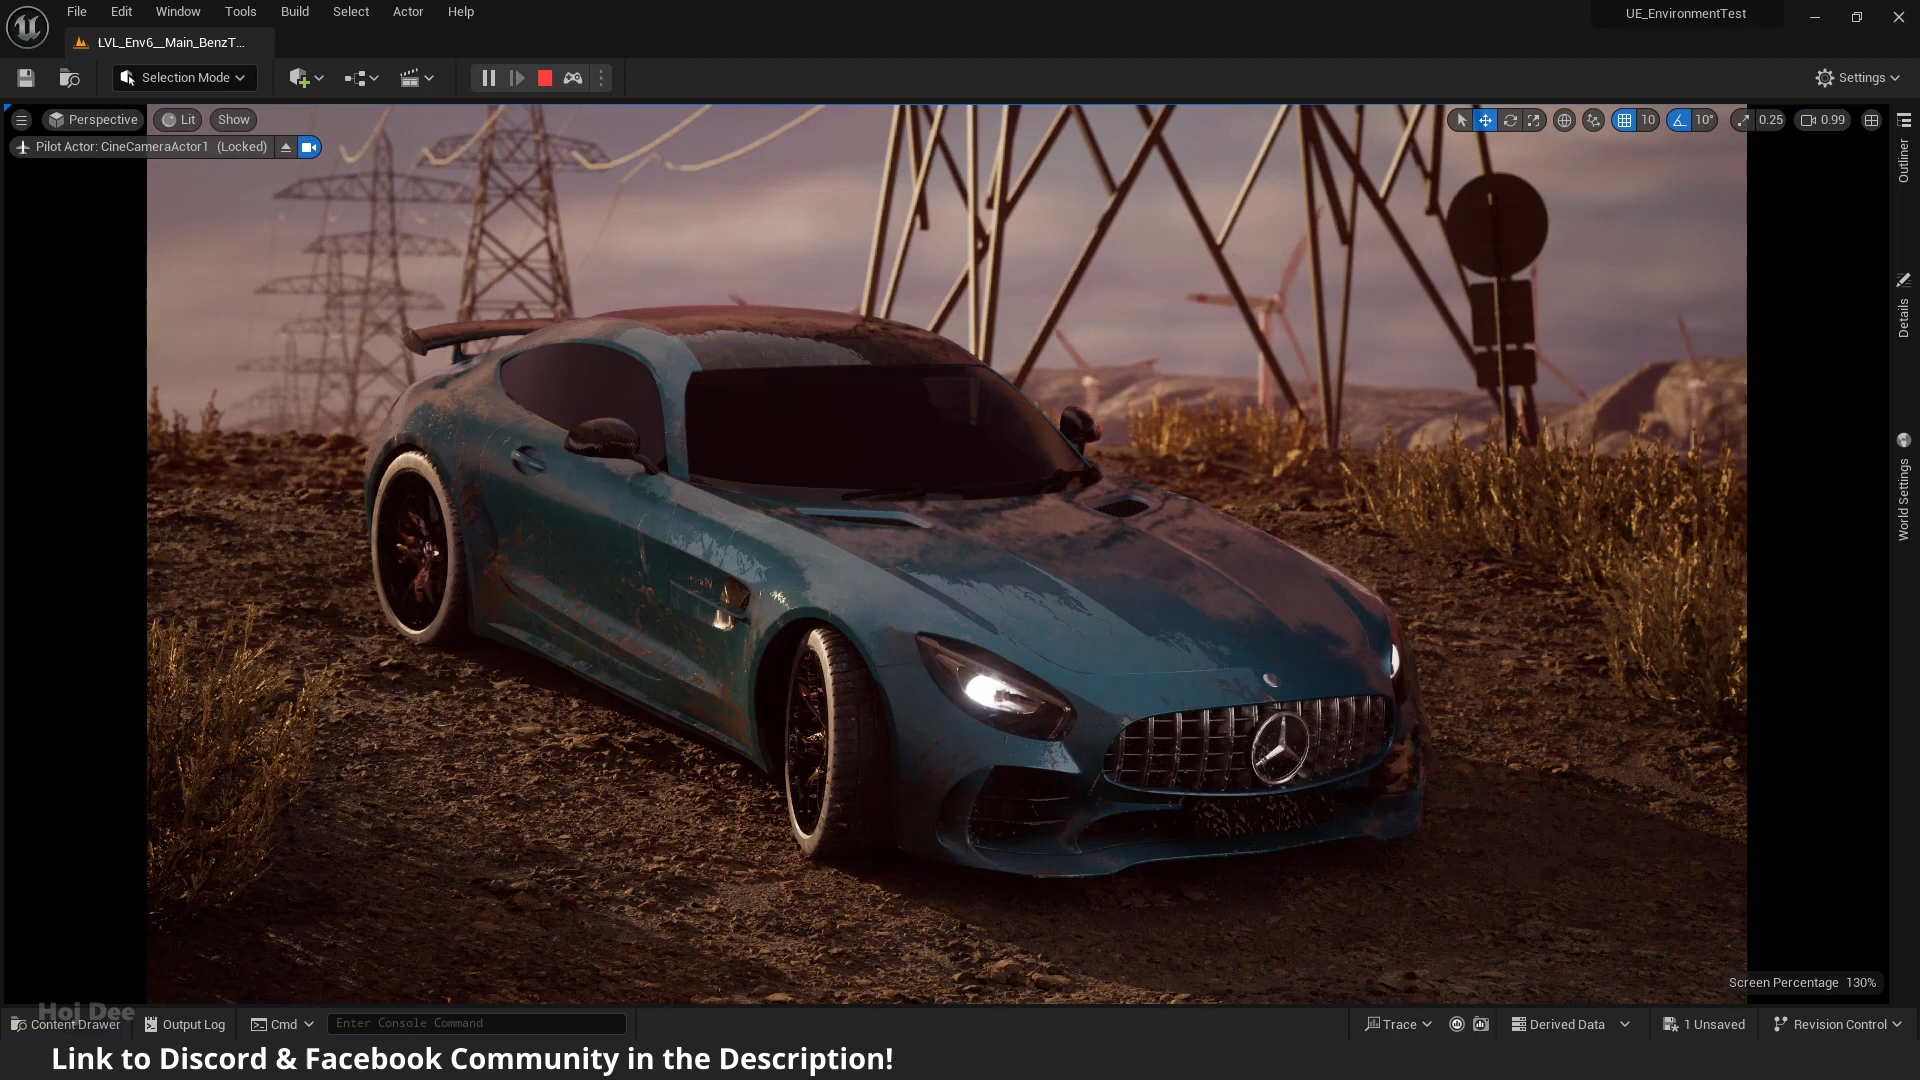 File Edit Window Tools Build Select Actor Help
UE_EnvironmentTest
LVL_Env6__Main_BenzT...
Selection Mode
Settings
Perspective Lit Show
10 10° 0.25 0.99
Pilot Actor: CineCameraActor1 (Locked)
Outliner
Details
World Settings
Screen Percentage 130%
Hoj Dee
Content Drawer Output Log Cmd Enter Console Command Trace Derived Data 1 Unsaved Revision Control
Link to Discord & Facebook Community in the Description!